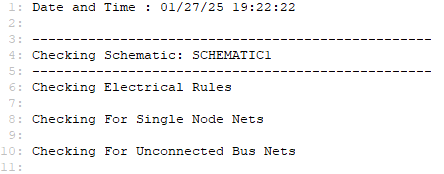 1: Date and Time : 01/27/25 19:22:22
2:
3: --------------------------------------------------
4: Checking Schematic: SCHEMATIC1
5: --------------------------------------------------
6: Checking Electrical Rules
7:
8: Checking For Single Node Nets
9:
10: Checking For Unconnected Bus Nets
11: